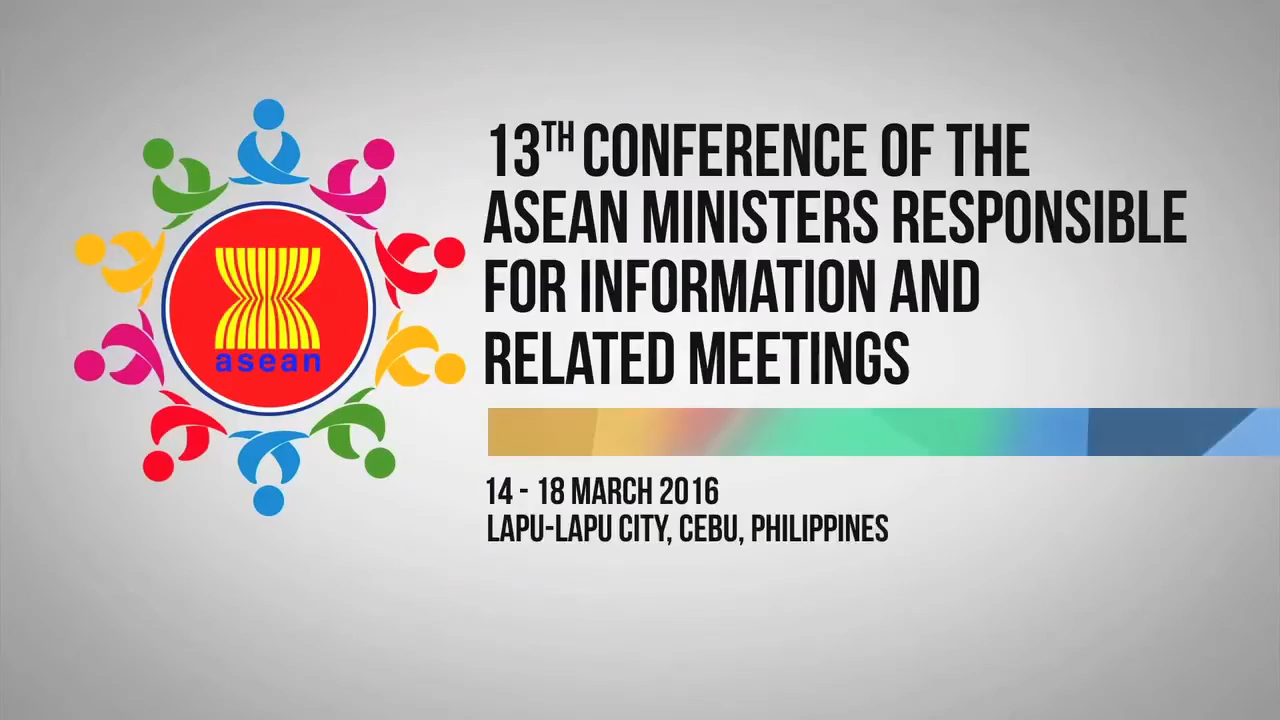 asean
13TH CONFERENCE OF THE
ASEAN MINISTERS RESPONSIBLE
FOR INFORMATION AND
RELATED MEETINGS
14 - 18 MARCH 2016
LAPU-LAPU CITY, CEBU, PHILIPPINES